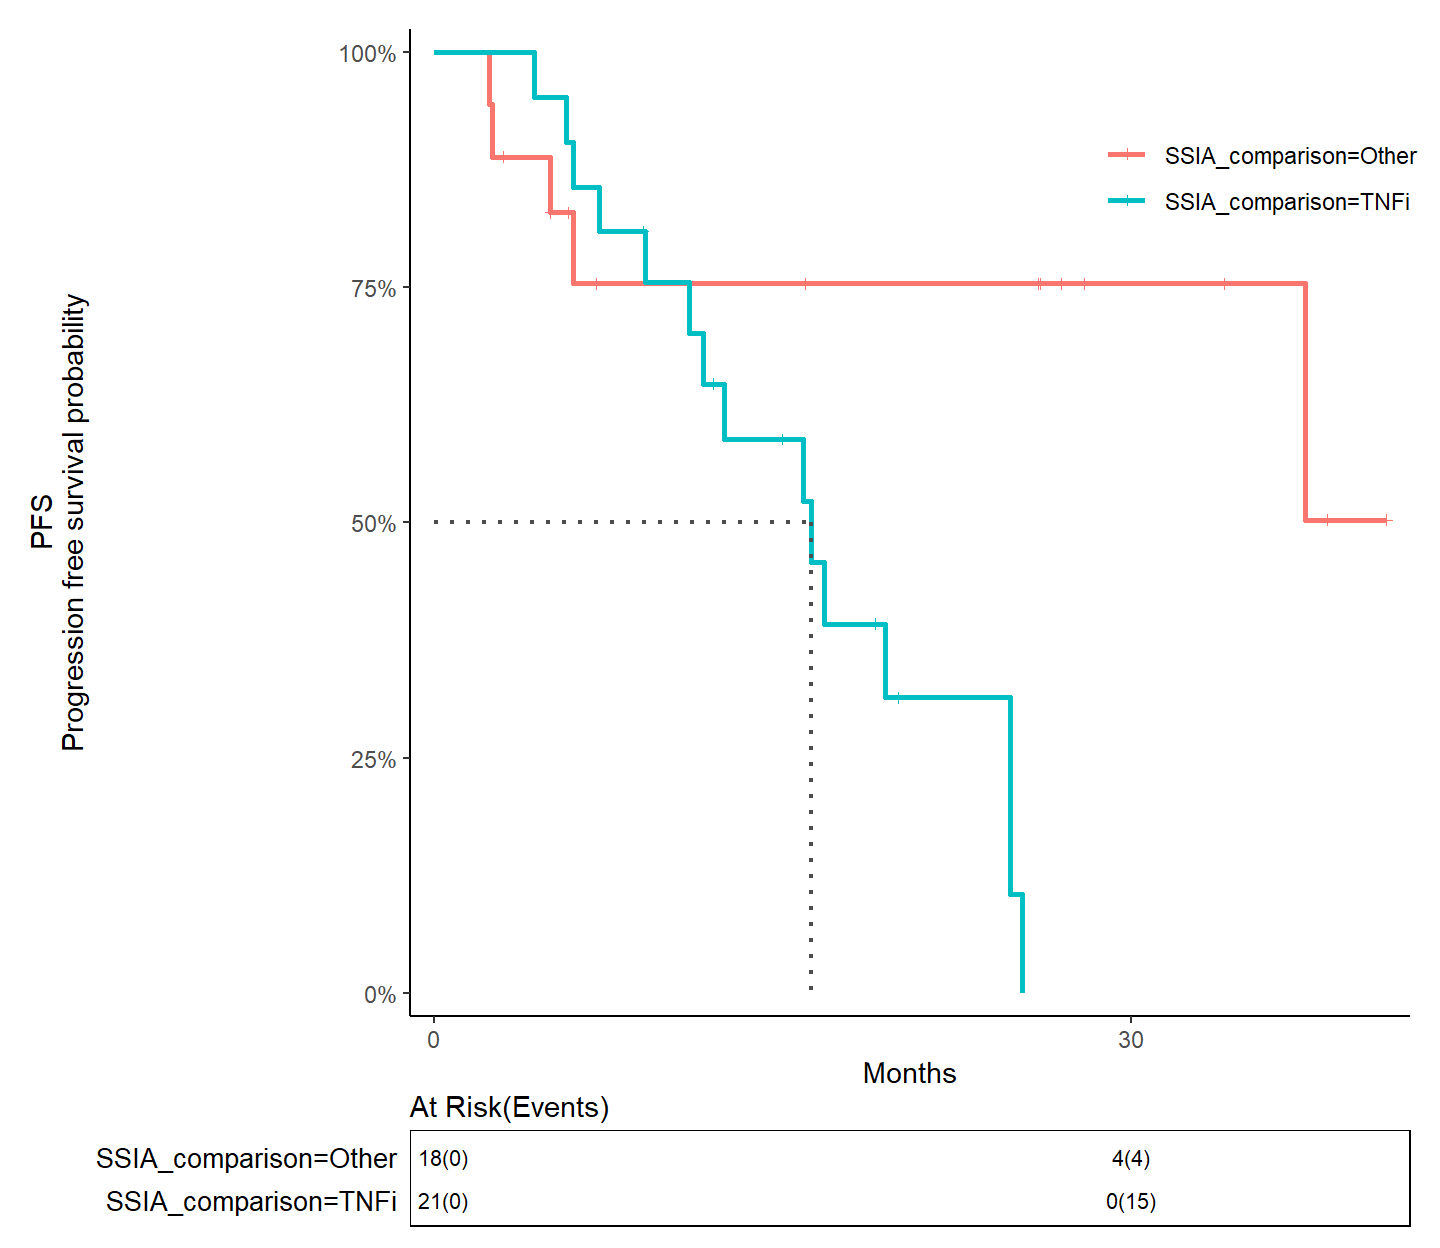 PFS
Progression free survival probability
100%
75%
50%
25%
0%
SSIA_comparison=Other
SSIA_comparison=TNFi
0 30
Months
At Risk(Events)
SSIA_comparison=Other 18(0) 4(4)
SSIA_comparison=TNFi 21(0) 0(15)